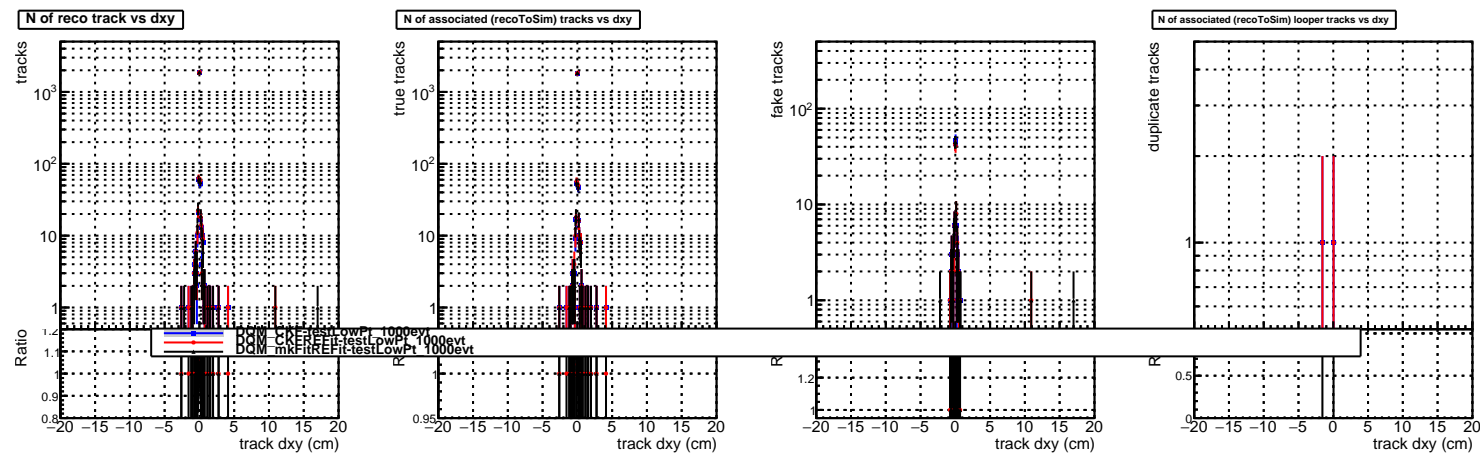 N of reco track vs dxy
tracks
10³
10²
10
1
Ratio
1.2
1.1
1
0.9
0.8
−20 −15 −10 −5 0 5 10 15 20
track dxy (cm)
N of associated (recoToSim) tracks vs dxy
true tracks
10³
10²
10
1
0.95
−20 −15 −10 −5 0 5 10 15 20
track dxy (cm)
fake tracks
10²
10
1
1.2
1
−20 −15 −10 −5 0 5 10 15 20
track dxy (cm)
N of associated (recoToSim) looper tracks vs dxy
duplicate tracks
1
0.5
0
−20 −15 −10 −5 0 5 10 15 20
track dxy (cm)
DQM_CKF-testLowPt_1000evt
DQM_CKFREFit-testLowPt_1000evt
DQM_mkFitREFit-testLowPt_1000evt